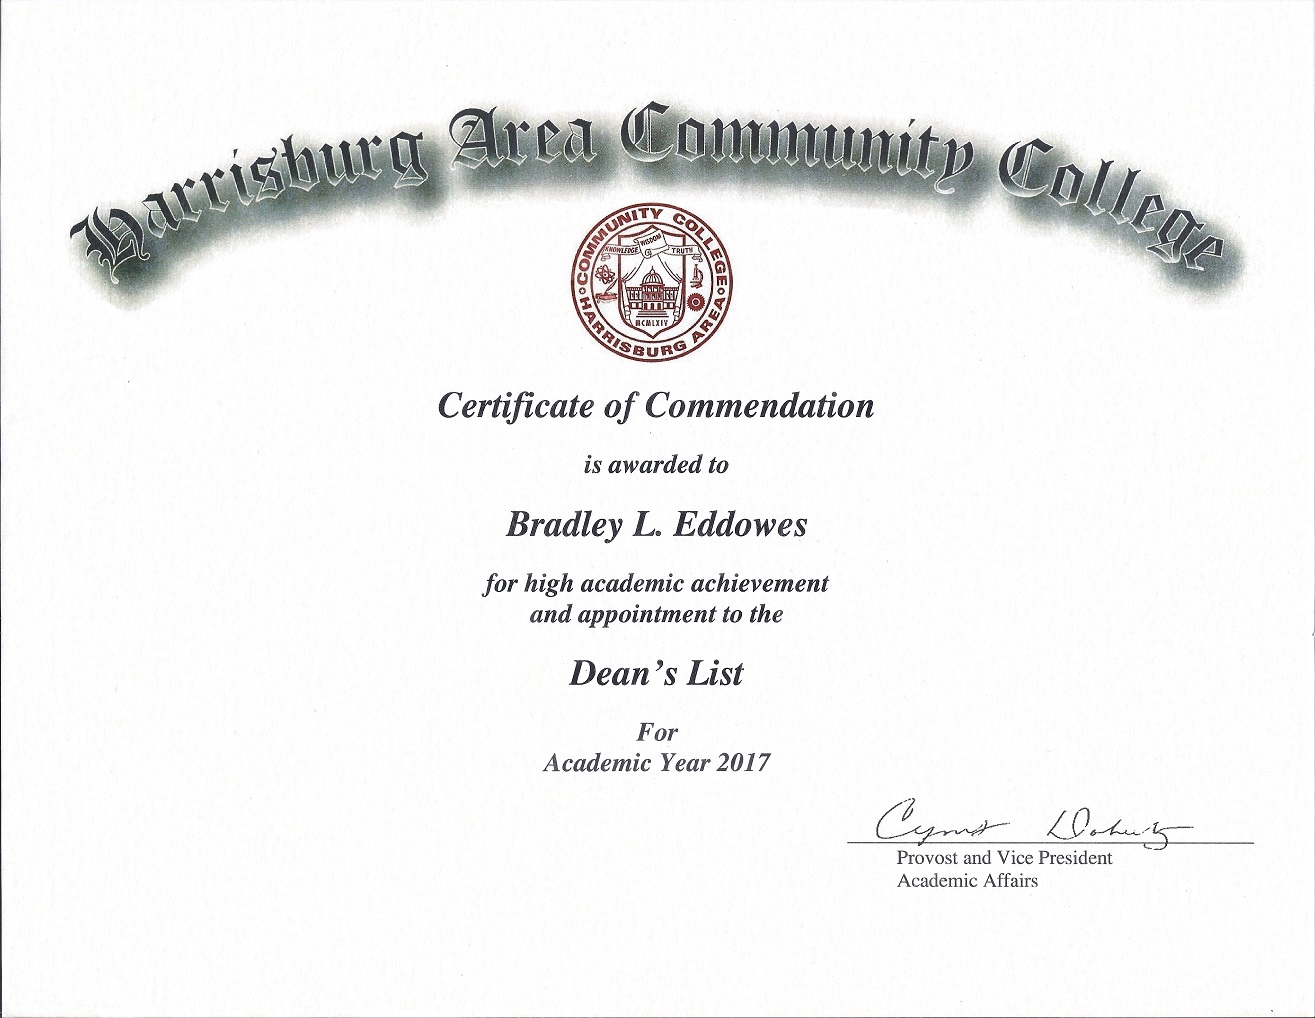 Harrisburg Area Community College
COMMUNITY COLLEGE
HARRISBURG AREA
WISDOM
KNOWLEDGE
TRUTH
MCMLXIV
Certificate of Commendation
is awarded to
Bradley L. Eddowes
for high academic achievement
and appointment to the
Dean's List
For
Academic Year 2017
Provost and Vice President
Academic Affairs